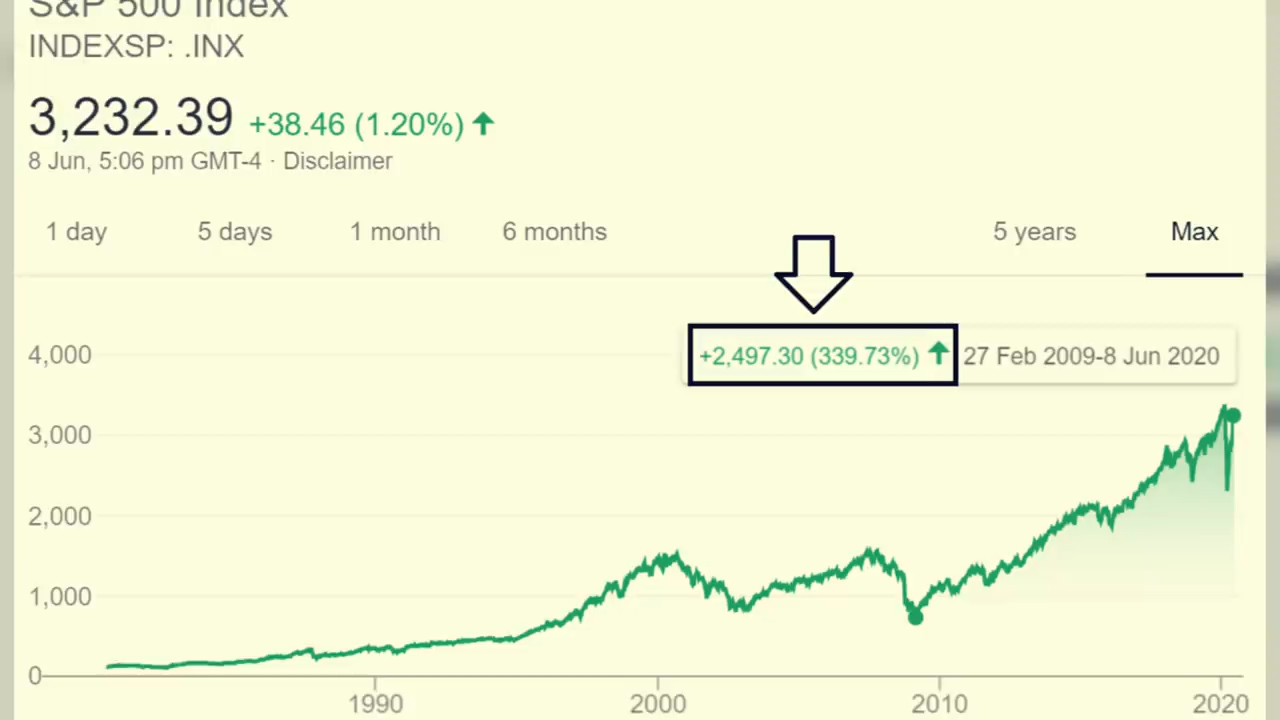 S&P 500 Index
INDEXSP: .INX
3,232.39 +38.46 (1.20%)
8 Jun, 5:06 pm GMT-4 · Disclaimer
1 day 5 days 1 month 6 months 5 years Max
+2,497.30 (339.73%) 27 Feb 2009-8 Jun 2020
4,000
3,000
2,000
1,000
0
1990 2000 2010 2020